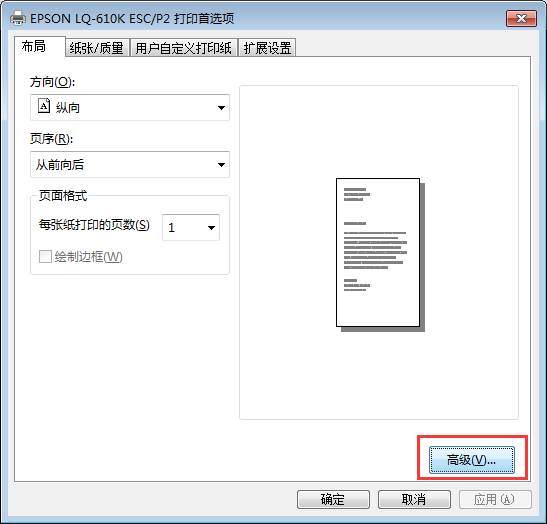 EPSON LQ-610K ESC/P2 打印首选项
布局 纸张/质量 用户自定义打印纸 扩展设置
方向(O):
A 纵向
页序(R):
从前向后
页面格式
每张纸打印的页数(S) 1
绘制边框(W)
高级(V)...
确定 取消 应用(A)